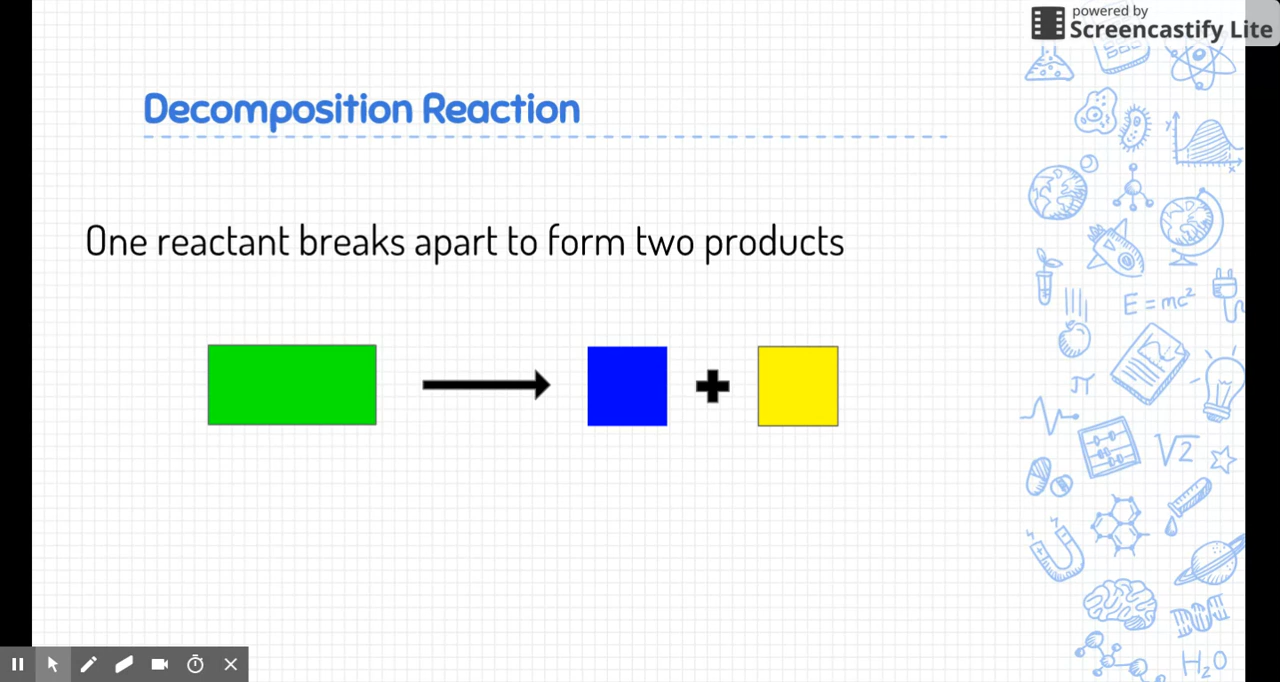 powered by
Screencastify Lite
Decomposition Reaction
One reactant breaks apart to form two products
y
x
E = mc²
π
√2
H₂O